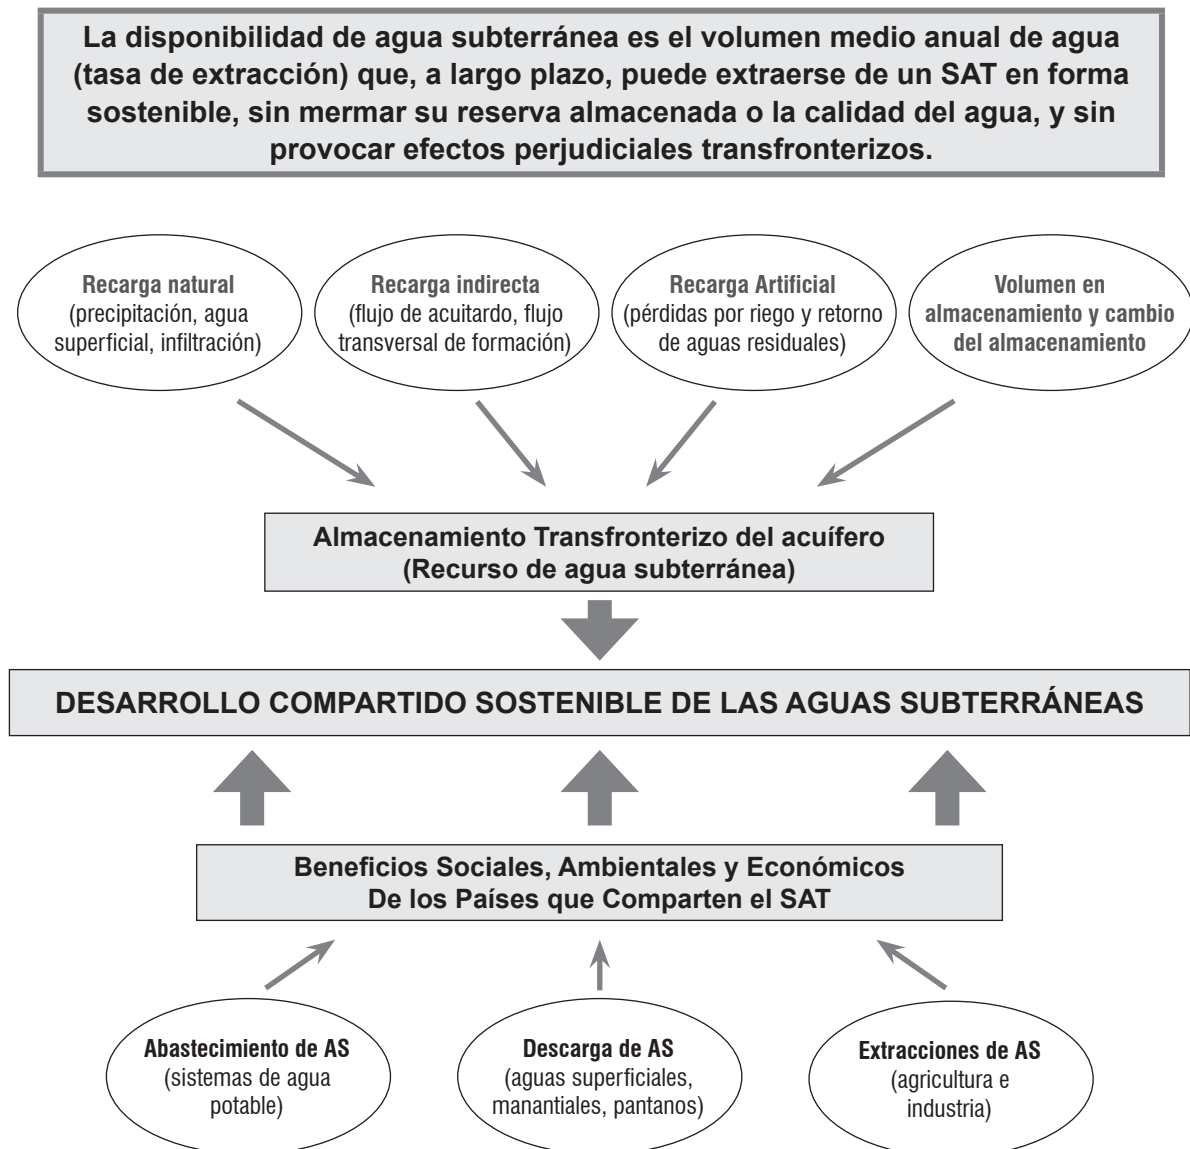 La disponibilidad de agua subterránea es el volumen medio anual de agua
(tasa de extracción) que, a largo plazo, puede extraerse de un SAT en forma
sostenible, sin mermar su reserva almacenada o la calidad del agua, y sin
provocar efectos perjudiciales transfronterizos.
Recarga natural
(precipitación, agua
superficial, infiltración)
Recarga indirecta
(flujo de acuitardo, flujo
transversal de formación)
Recarga Artificial
(pérdidas por riego y retorno
de aguas residuales)
Volumen en
almacenamiento y cambio
del almacenamiento
Almacenamiento Transfronterizo del acuífero
(Recurso de agua subterránea)
DESARROLLO COMPARTIDO SOSTENIBLE DE LAS AGUAS SUBTERRÁNEAS
Beneficios Sociales, Ambientales y Económicos
De los Países que Comparten el SAT
Abastecimiento de AS
(sistemas de agua
potable)
Descarga de AS
(aguas superficiales,
manantiales, pantanos)
Extracciones de AS
(agricultura e
industria)